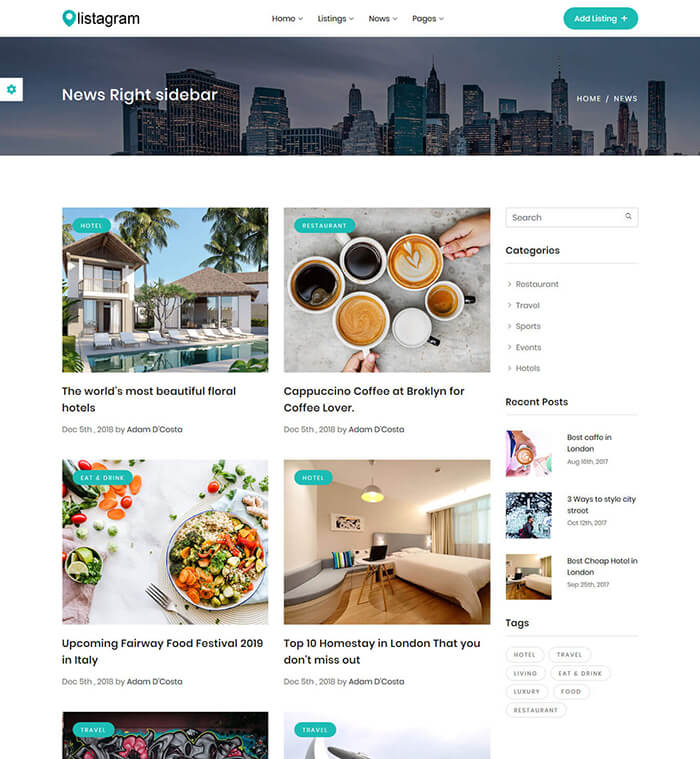 listagram
Home
Listings
News
Pages
Add Listing +
News Right sidebar
HOME / NEWS
HOTEL
RESTAURANT
The world's most beautiful floral
hotels
Dec 5th , 2018 by Adam D'Costa
Cappuccino Coffee at Broklyn for
Coffee Lover.
Dec 5th , 2018 by Adam D'Costa
EAT & DRINK
HOTEL
Upcoming Fairway Food Festival 2019
in Italy
Dec 5th , 2018 by Adam D'Costa
Top 10 Homestay in London That you
don't miss out
Dec 5th , 2018 by Adam D'Costa
TRAVEL
TRAVEL
Search
Categories
Restaurant
Travel
Sports
Events
Hotels
Recent Posts
Best caffe in
London
Aug 10th, 2017
3 Ways to style city
street
Oct 12th, 2017
Best Cheap Hotel in
London
Sep 25th, 2017
Tags
HOTEL
TRAVEL
LIVING
EAT & DRINK
LUXURY
FOOD
RESTAURANT